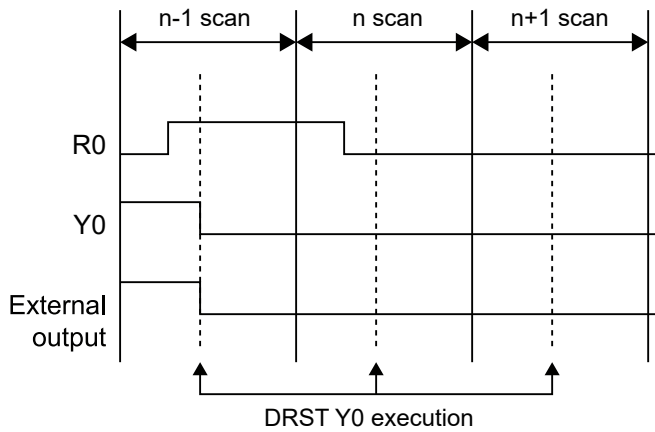 n-1 scan
n scan
n+1 scan
R0
Y0
External
output
DRST Y0 execution